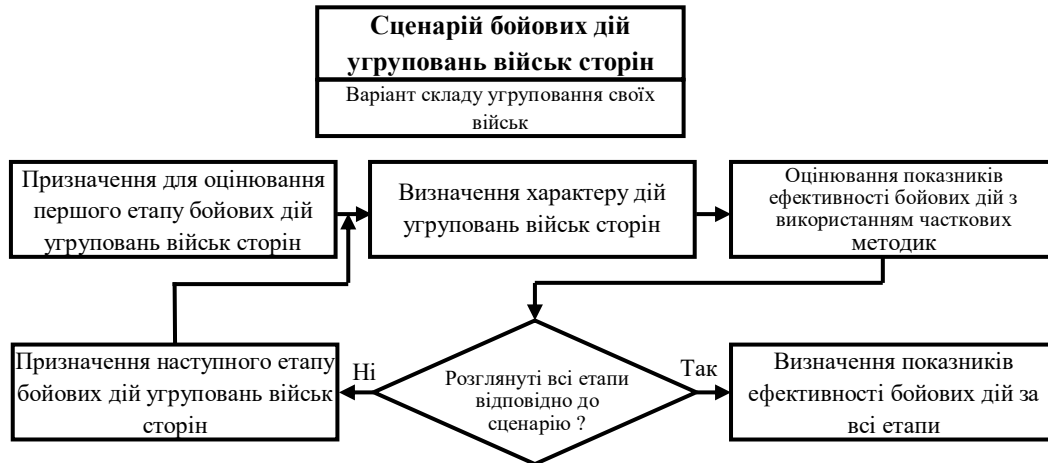 Сценарій бойових дій
угруповань військ сторін
Варіант складу угруповання своїх
військ
Призначення для оцінювання
першого етапу бойових дій
угруповань військ сторін
Визначення характеру дій
угруповань військ сторін
Оцінювання показників
ефективності бойових дій з
використанням часткових
методик
Призначення наступного етапу
бойових дій угруповань військ
сторін
Ні
Розглянуті всі етапи
відповідно до
сценарію ?
Так
Визначення показників
ефективності бойових дій за
всі етапи